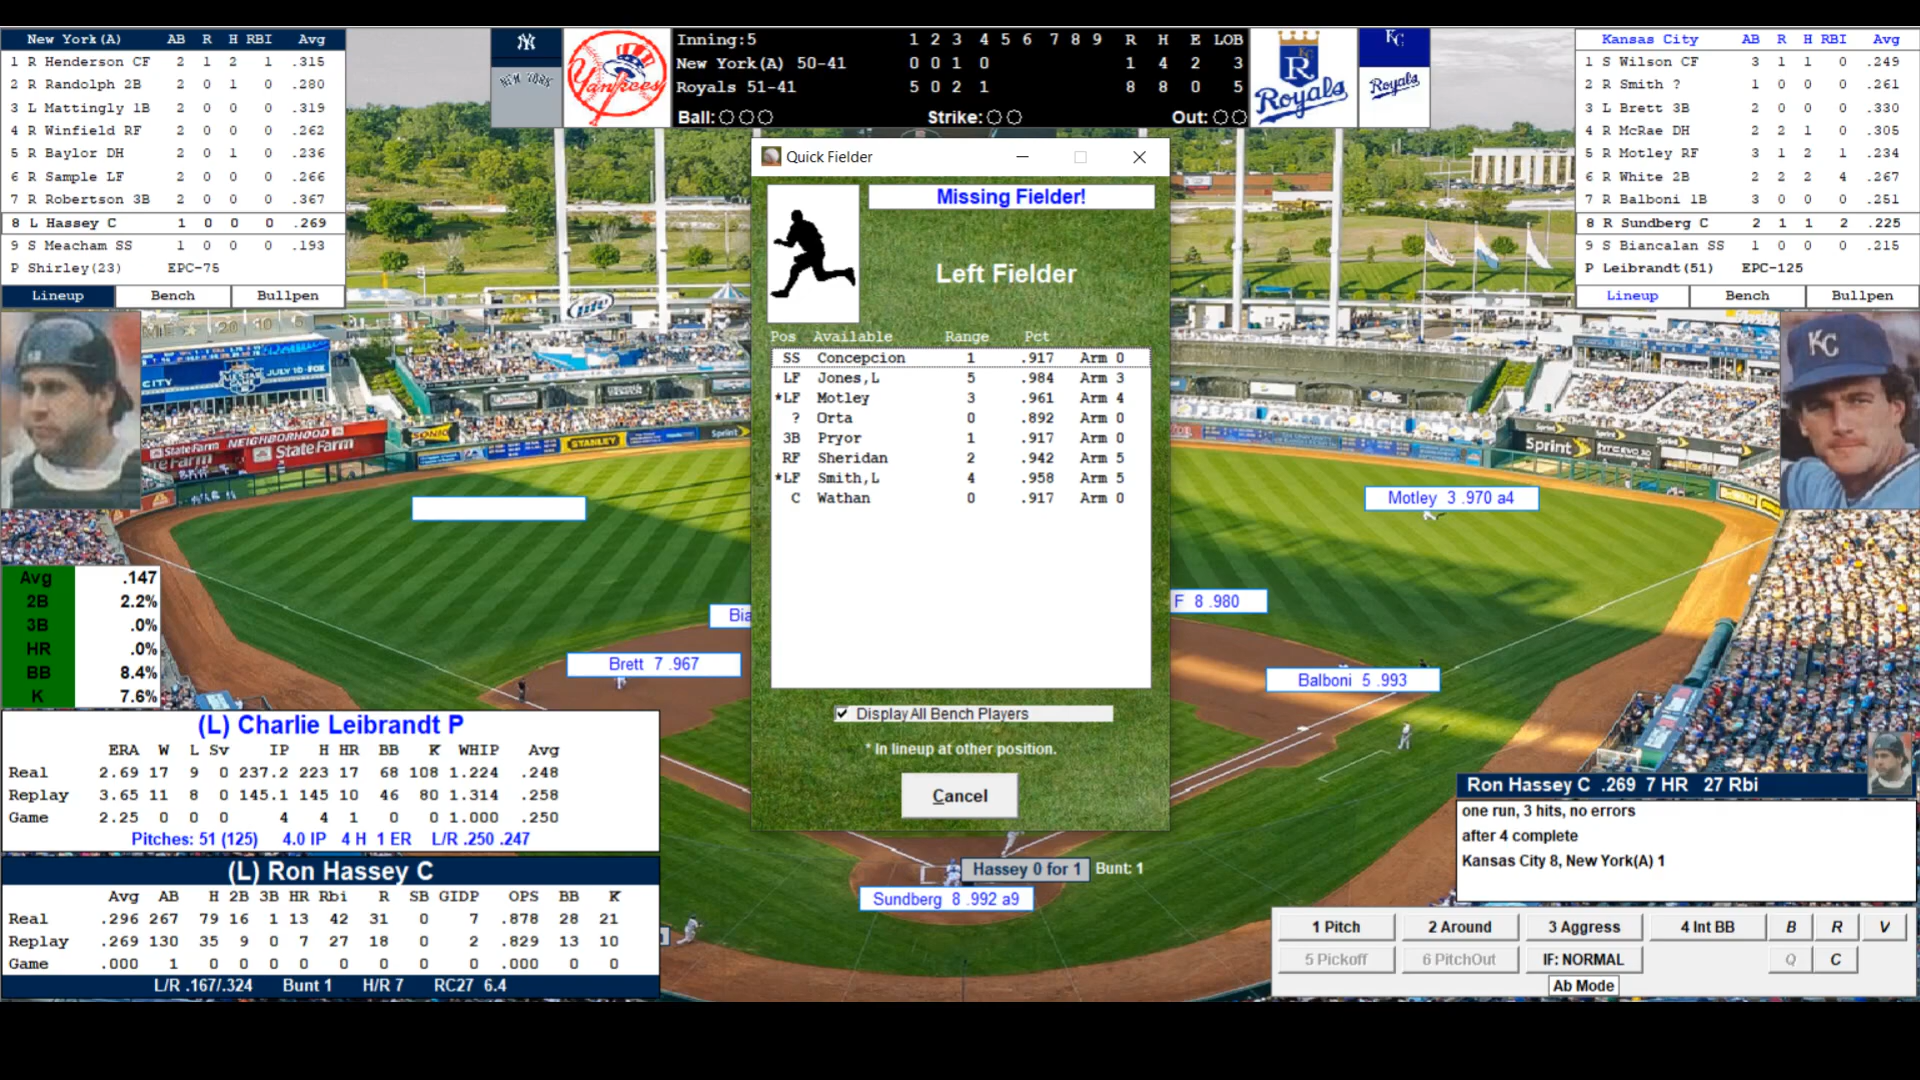 New York(A) AB R H RBI Avg
1 R Henderson CF 2 1 2 1 .315
2 R Randolph 2B 2 0 1 0 .280
3 L Mattingly 1B 2 0 0 0 .319
4 R Winfield RF 2 0 0 0 .262
5 R Baylor DH 2 0 1 0 .236
6 R Sample LF 2 0 0 0 .266
7 R Robertson 3B 2 0 0 0 .367
8 L Hassey C 1 0 0 0 .269
9 S Meacham SS 1 0 0 0 .193
P Shirley(23) EPC-75
Lineup Bench Bullpen
NEW YORK
Yankees
Inning:5 1 2 3 4 5 6 7 8 9 R H E LOB
New York(A) 50-41 0 0 1 0 1 4 2 3
Royals 51-41 5 0 2 1 8 8 0 5
Ball: Strike: Out:
R
Royals
KC
Royals
Kansas City AB R H RBI Avg
1 S Wilson CF 3 1 1 0 .249
2 R Smith ? 1 0 0 0 .261
3 L Brett 3B 2 0 0 0 .330
4 R McRae DH 2 2 1 0 .305
5 R Motley RF 3 1 2 1 .234
6 R White 2B 2 2 2 4 .267
7 R Balboni 1B 3 0 0 0 .251
8 R Sundberg C 2 1 1 2 .225
9 S Biancalan SS 1 0 0 0 .215
P Leibrandt(51) EPC-125
Lineup Bench Bullpen
Quick Fielder
Missing Fielder!
Left Fielder
Pos Available Range Pct
SS Concepcion 1 .917 Arm 0
LF Jones,L 5 .984 Arm 3
*LF Motley 3 .961 Arm 4
? Orta 0 .892 Arm 0
3B Pryor 1 .917 Arm 0
RF Sheridan 2 .942 Arm 5
*LF Smith,L 4 .958 Arm 5
C Wathan 0 .917 Arm 0
Display All Bench Players
* In lineup at other position.
Cancel
CITY
JULY 10 FOX
NEIGHBORHOOD
State Farm
State Farm
SONIC
STANLEY
Sprint
Sprint
KC
Motley 3 .970 a4
Bia
F 8 .980
Brett 7 .967
Balboni 5 .993
Avg .147
2B 2.2%
3B .0%
HR .0%
BB 8.4%
K 7.6%
(L) Charlie Leibrandt P
ERA W L Sv IP H HR BB K WHIP Avg
Real 2.69 17 9 0 237.2 223 17 68 108 1.224 .248
Replay 3.65 11 8 0 145.1 145 10 46 80 1.314 .258
Game 2.25 0 0 0 4 4 1 0 0 1.000 .250
Pitches: 51 (125) 4.0 IP 4 H 1 ER L/R .250 .247
(L) Ron Hassey C
Avg AB H 2B 3B HR Rbi R SB GIDP OPS BB K
Real .296 267 79 16 1 13 42 31 0 7 .878 28 21
Replay .269 130 35 9 0 7 27 18 0 2 .829 13 10
Game .000 1 0 0 0 0 0 0 0 0 .000 0 0
L/R .167/.324 Bunt 1 H/R 7 RC27 6.4
Hassey 0 for 1 Bunt: 1
Sundberg 8 .992 a9
Ron Hassey C .269 7 HR 27 Rbi
one run, 3 hits, no errors
after 4 complete
Kansas City 8, New York(A) 1
1 Pitch 2 Around 3 Aggress 4 Int BB B R V
5 Pickoff 6 PitchOut IF: NORMAL Q C
Ab Mode